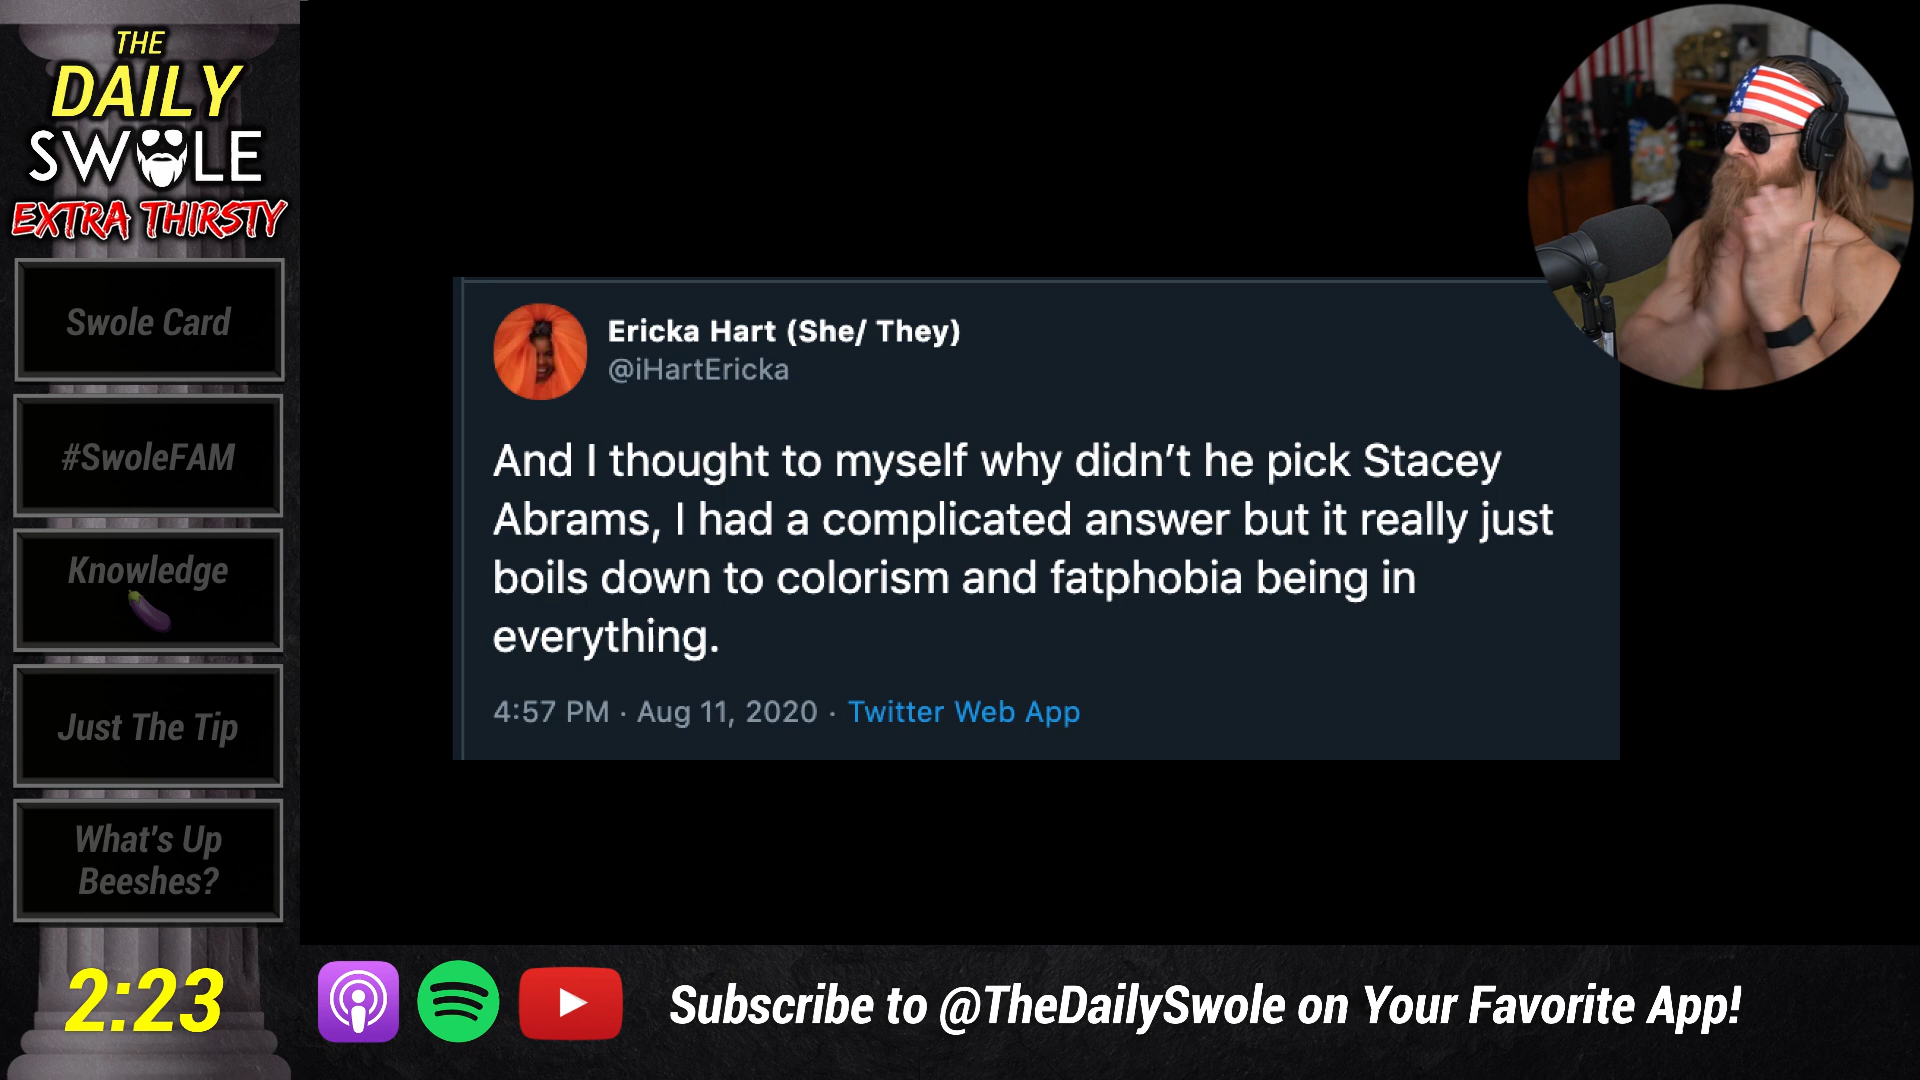 THE
DAILY
SWOLE
EXTRA THIRSTY
Swole Card
#SwoleFAM
Knowledge
Just The Tip
What's Up
Beeshes?
2:23
Ericka Hart (She/ They)
@iHartEricka
And I thought to myself why didn’t he pick Stacey
Abrams, I had a complicated answer but it really just
boils down to colorism and fatphobia being in
everything.
4:57 PM · Aug 11, 2020 · Twitter Web App
Subscribe to @TheDailySwole on Your Favorite App!